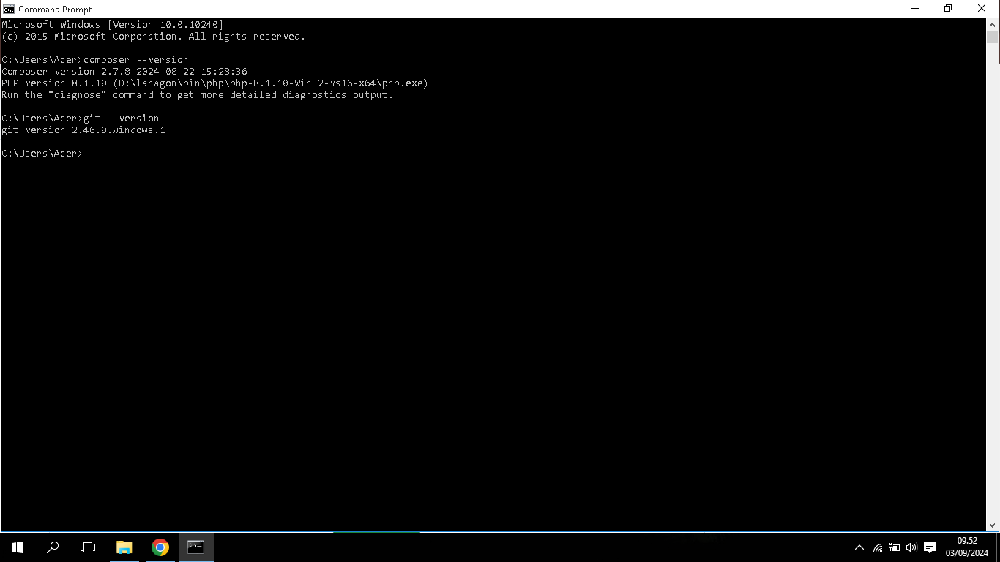 Command Prompt
Microsoft Windows [Version 10.0.10240]
(c) 2015 Microsoft Corporation. All rights reserved.
C:\Users\Acer>composer --version
Composer version 2.7.8 2024-08-22 15:28:36
PHP version 8.1.10 (D:\laragon\bin\php\php-8.1.10-Win32-vs16-x64\php.exe)
Run the "diagnose" command to get more detailed diagnostics output.
C:\Users\Acer>git --version
git version 2.46.0.windows.1
C:\Users\Acer>
09.52
03/09/2024